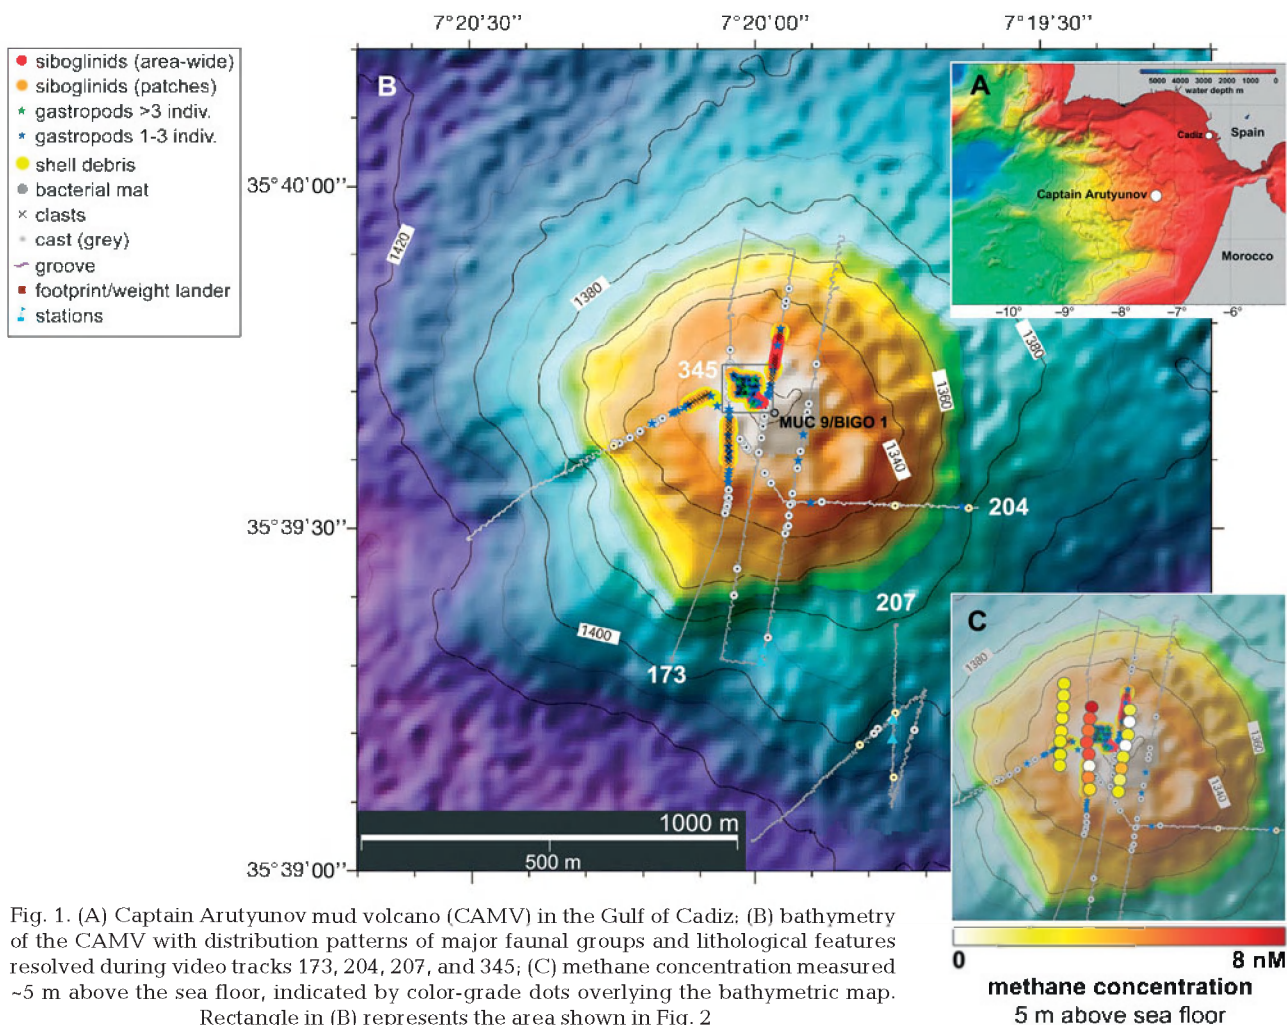 7°20'30''
7°20'00''
7°19'30''
siboglinids (area-wide)
siboglinids (patches)
gastropods >3 indiv.
gastropods 1-3 indiv.
shell debris
bacterial mat
clasts
cast (grey)
groove
footprint/weight lander
stations
B
A
5000 4000 3000 2000 1000 0
water depth m
Cadiz
Spain
Captain Arutyunov
Morocco
−10° −9° −8° −7° −6°
35°40'00''
35°39'30''
35°39'00''
1420
1380
1380
1360
1340
1400
345
MUC 9/BIGO 1
204
207
173
1000 m
500 m
C
1380
1360
1340
0
8 nM
methane concentration
5 m above sea floor
Fig. 1. (A) Captain Arutyunov mud volcano (CAMV) in the Gulf of Cadiz; (B) bathymetry
of the CAMV with distribution patterns of major faunal groups and lithological features
resolved during video tracks 173, 204, 207, and 345; (C) methane concentration measured
~5 m above the sea floor, indicated by color-grade dots overlying the bathymetric map.
Rectangle in (B) represents the area shown in Fig. 2